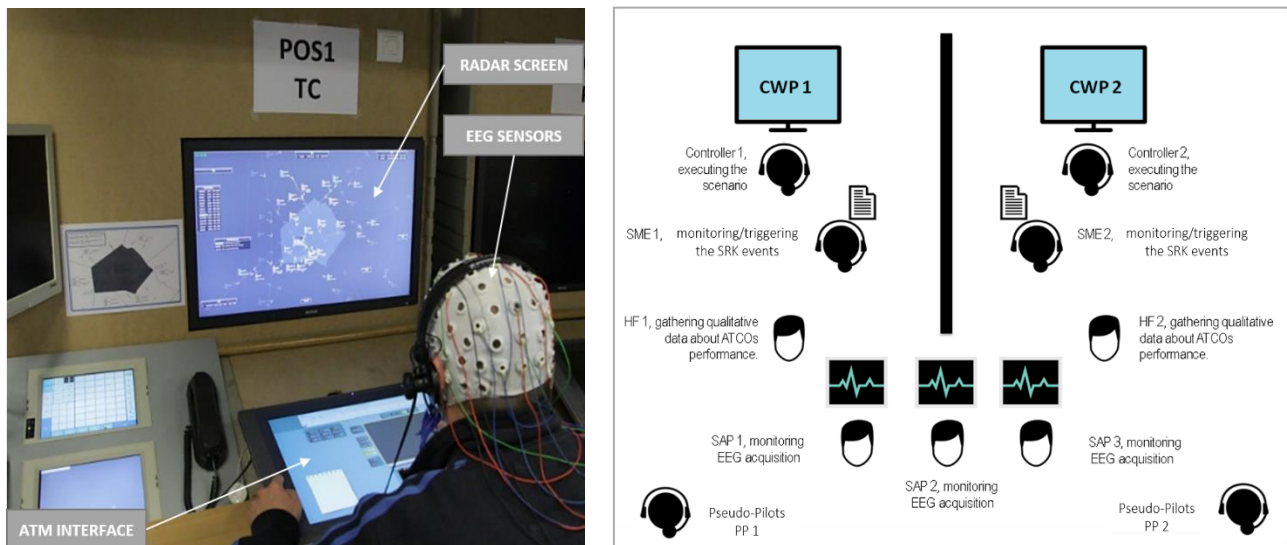 POS1
TC
RADAR SCREEN
EEG SENSORS
ATM INTERFACE
CWP 1
CWP 2
Controller 1,
executing the
scenario
Controller 2,
executing the
scenario
SME 1, monitoring/triggering
the SRK events
SME 2, monitoring/triggering
the SRK events
HF 1, gathering qualitative
data about ATCOs
performance.
HF 2, gathering qualitative
data about ATCOs
performance.
SAP 1, monitoring
EEG acquisition
SAP 2, monitoring
EEG acquisition
SAP 3, monitoring
EEG acquisition
Pseudo-Pilots
PP 1
Pseudo-Pilots
PP 2